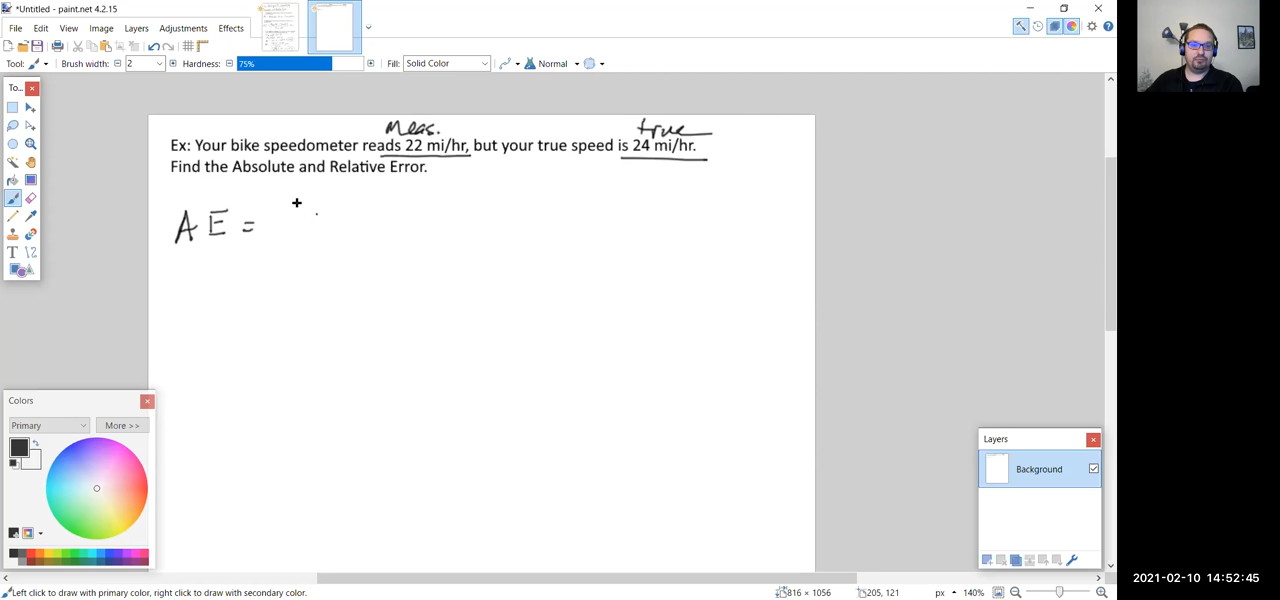 *Untitled - paint.net 4.2.15
File Edit View Image Layers Adjustments Effects
Tool: Brush width: 2 Hardness: 75% Fill: Solid Color Normal
To...
meas. true
Ex: Your bike speedometer reads 22 mi/hr, but your true speed is 24 mi/hr.
Find the Absolute and Relative Error.
A E =
Colors
Primary More >>
Layers
Background
2021-02-10 14:52:45
Left click to draw with primary color, right click to draw with secondary color. 816 × 1056 205, 121 px 140%